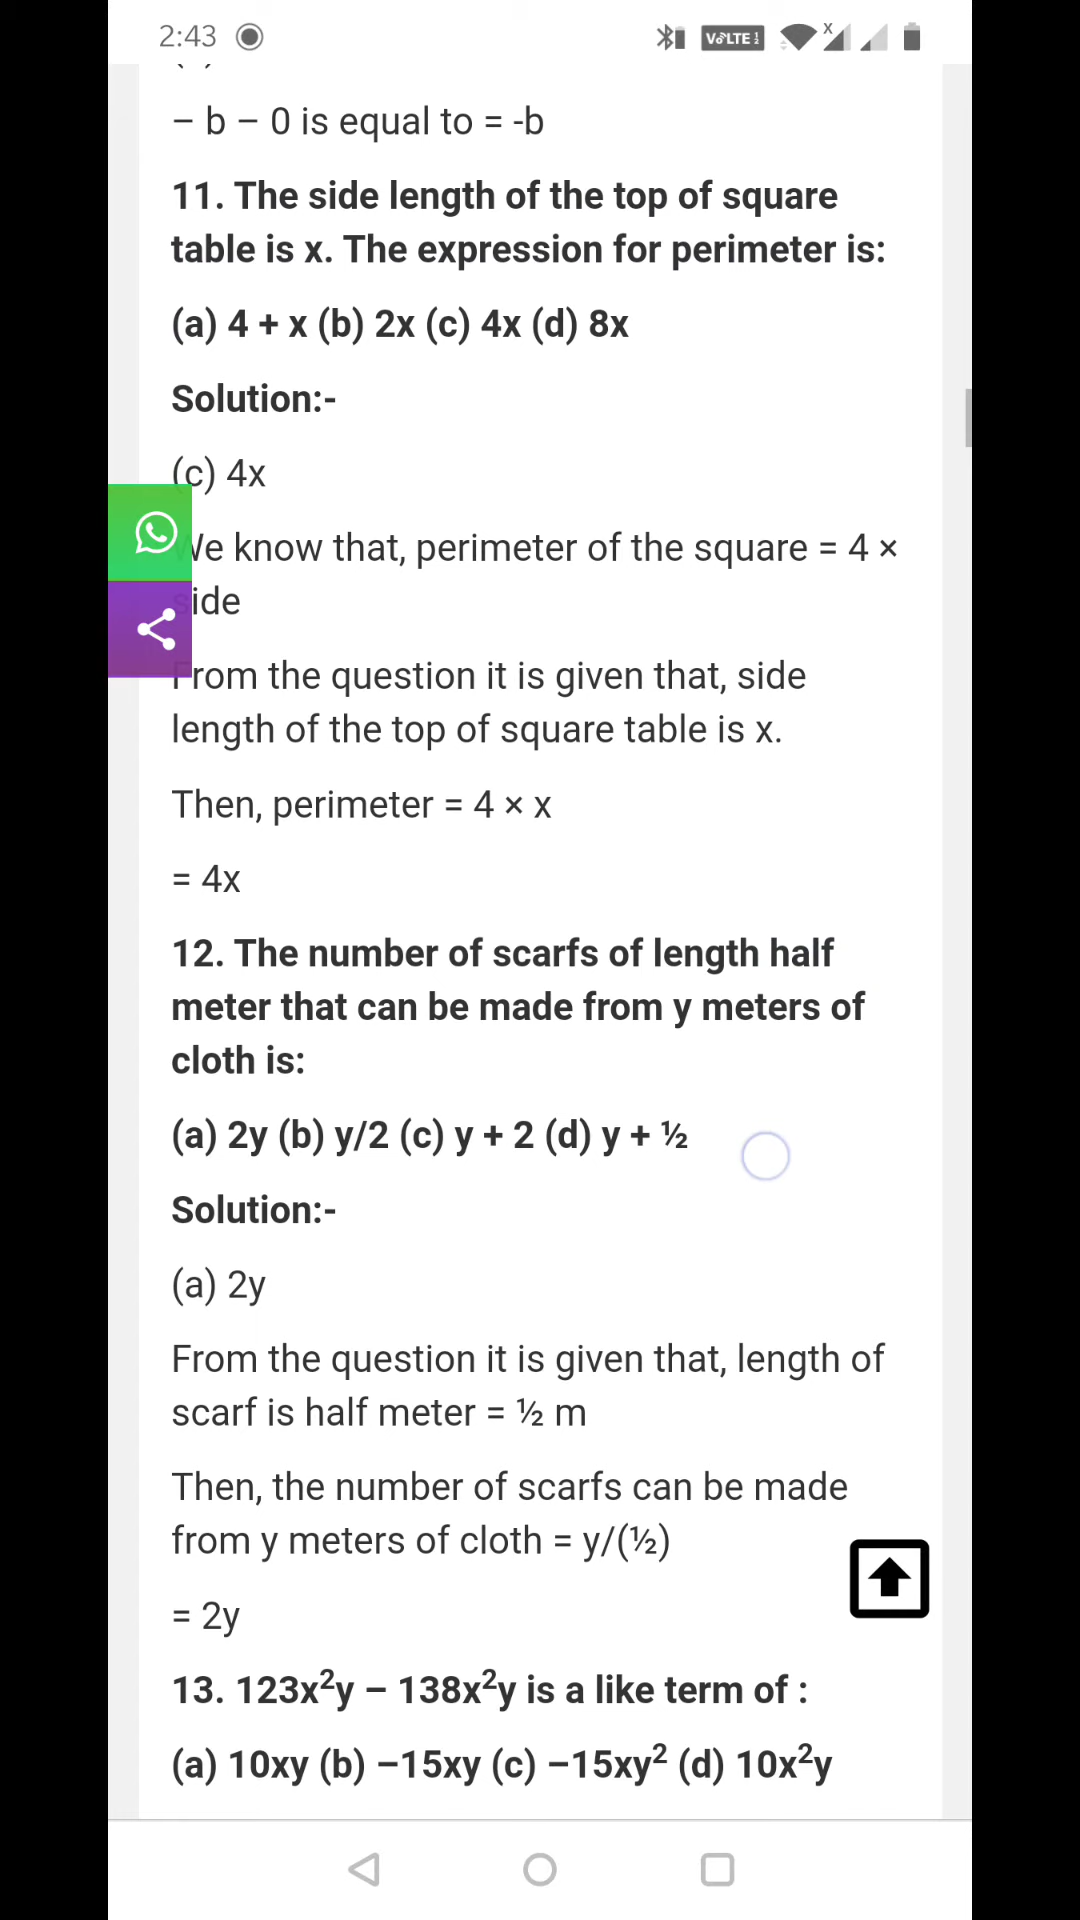 2:43
VoLTE
– b – 0 is equal to = -b
11. The side length of the top of square
table is x. The expression for perimeter is:
(a) 4 + x (b) 2x (c) 4x (d) 8x
Solution:-
(c) 4x
We know that, perimeter of the square = 4 ×
side
From the question it is given that, side
length of the top of square table is x.
Then, perimeter = 4 × x
= 4x
12. The number of scarfs of length half
meter that can be made from y meters of
cloth is:
(a) 2y (b) y/2 (c) y + 2 (d) y + ½
Solution:-
(a) 2y
From the question it is given that, length of
scarf is half meter = ½ m
Then, the number of scarfs can be made
from y meters of cloth = y/(½)
= 2y
13. 123x²y – 138x²y is a like term of :
(a) 10xy (b) –15xy (c) –15xy² (d) 10x²y